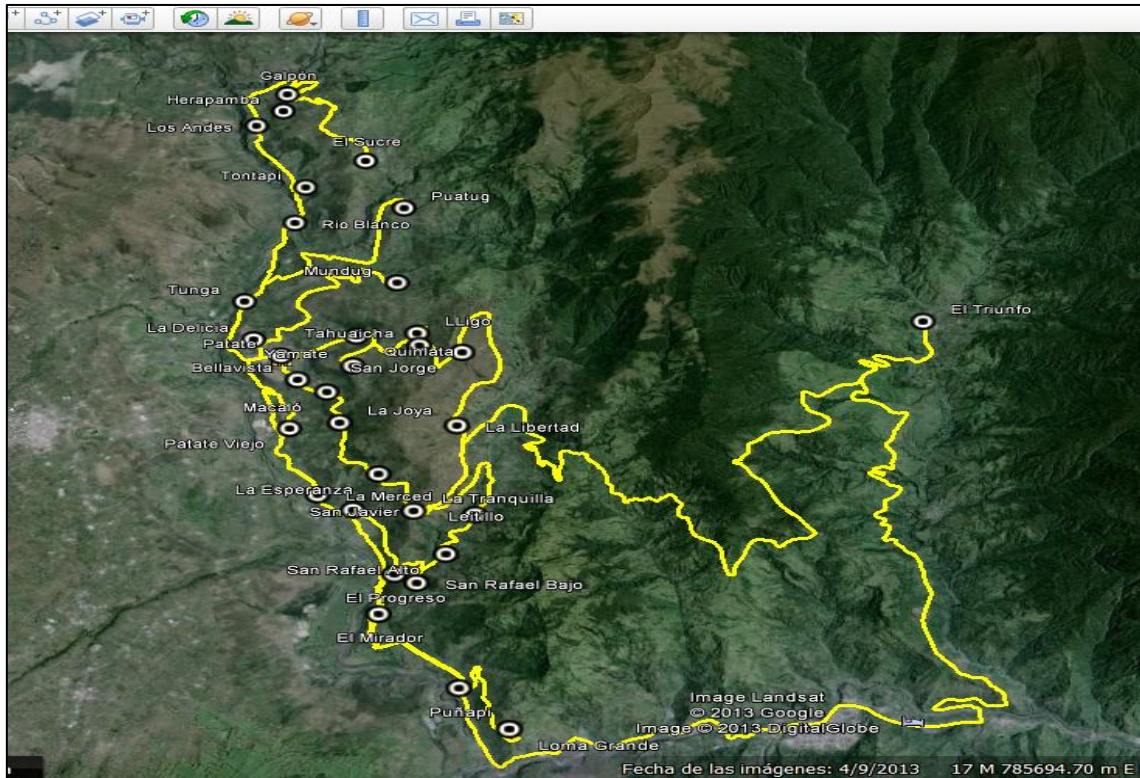 Galpón
Herapamba
Los Andes
El Sucre
Tontapi
Puatug
Río Blanco
Mundug
Tunga
El Triunfo
LLigo
La Delicia
Tahuaicha
Patate
Yamate
Quinlata
Bellavista
San Jorge
Macaló
La Joya
La Libertad
Patate Viejo
La Esperanza
La Merced
La Tranquilla
San Javier
Leitillo
San Rafael Alto
San Rafael Bajo
El Progreso
El Mirador
Puñapi
Loma Grande
Image Landsat
© 2013 Google
Image © 2013 DigitalGlobe
Fecha de las imágenes: 4/9/2013 17 M 785694.70 m E